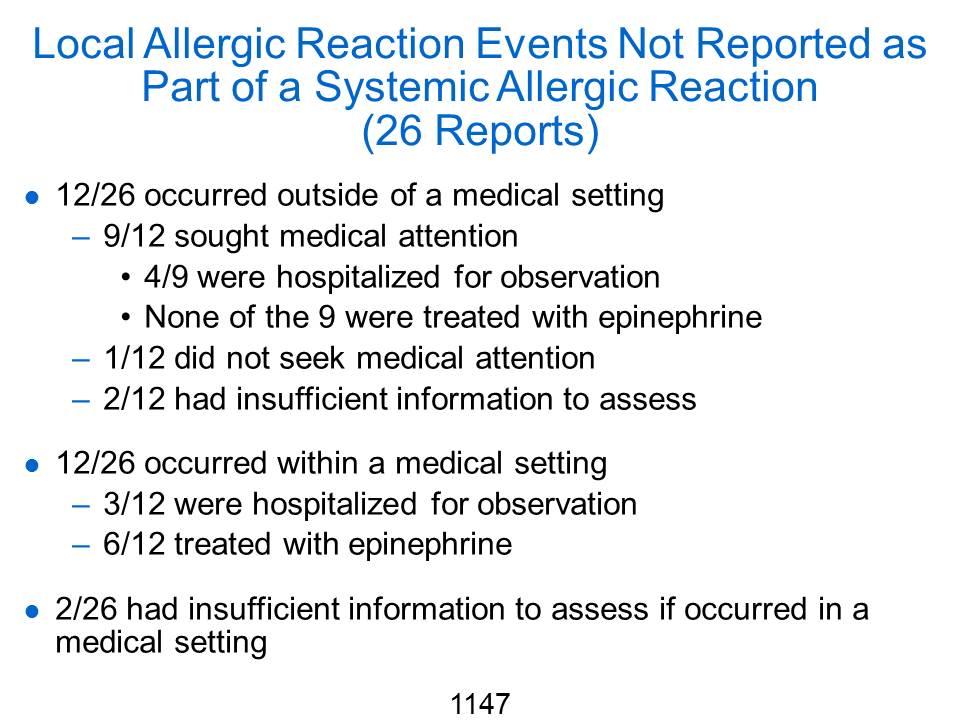 Local Allergic Reaction Events Not Reported as
Part of a Systemic Allergic Reaction
(26 Reports)
● 12/26 occurred outside of a medical setting
– 9/12 sought medical attention
• 4/9 were hospitalized for observation
• None of the 9 were treated with epinephrine
– 1/12 did not seek medical attention
– 2/12 had insufficient information to assess
● 12/26 occurred within a medical setting
– 3/12 were hospitalized for observation
– 6/12 treated with epinephrine
● 2/26 had insufficient information to assess if occurred in a
medical setting
1147